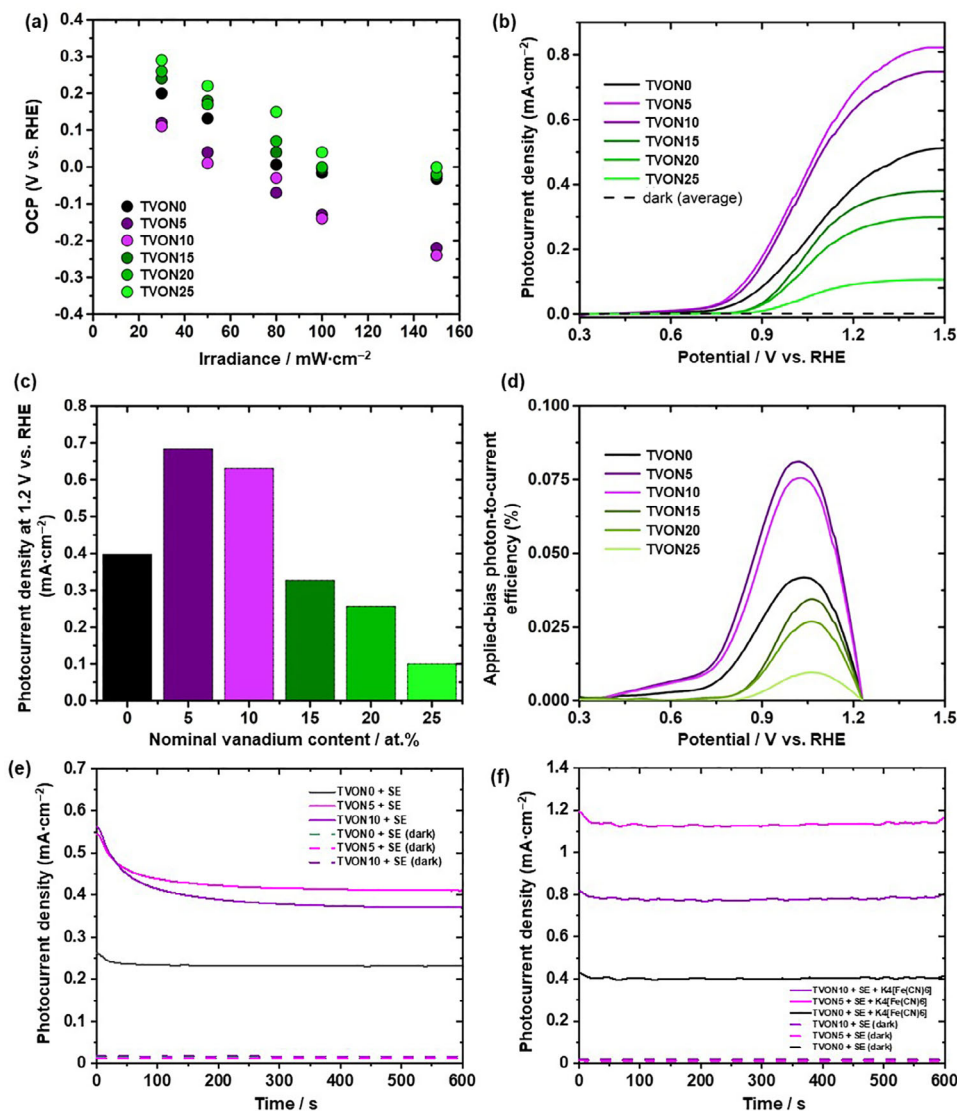 (a)
OCP (V vs. RHE)
0.4
0.3
0.2
0.1
0.0
-0.1
-0.2
-0.3
-0.4
TVON0
TVON5
TVON10
TVON15
TVON20
TVON25
0 20 40 60 80 100 120 140 160
Irradiance / mW·cm⁻²
(b)
Photocurrent density (mA·cm⁻²)
0.8
0.6
0.4
0.2
0.0
TVON0
TVON5
TVON10
TVON15
TVON20
TVON25
dark (average)
0.3 0.6 0.9 1.2 1.5
Potential / V vs. RHE
(c)
Photocurrent density at 1.2 V vs. RHE
(mA·cm⁻²)
0.8
0.7
0.6
0.5
0.4
0.3
0.2
0.1
0.0
0 5 10 15 20 25
Nominal vanadium content / at.%
(d)
Applied-bias photon-to-current
efficiency (%)
0.100
0.075
0.050
0.025
0.000
TVON0
TVON5
TVON10
TVON15
TVON20
TVON25
0.3 0.6 0.9 1.2 1.5
Potential / V vs. RHE
(e)
Photocurrent density (mA·cm⁻²)
0.7
0.6
0.5
0.4
0.3
0.2
0.1
0
TVON0 + SE
TVON5 + SE
TVON10 + SE
TVON0 + SE (dark)
TVON5 + SE (dark)
TVON10 + SE (dark)
0 100 200 300 400 500 600
Time / s
(f)
Photocurrent density (mA·cm⁻²)
1.4
1.2
1
0.8
0.6
0.4
0.2
0
TVON10 + SE + K4[Fe(CN)6]
TVON5 + SE + K4[Fe(CN)6]
TVON0 + SE + K4[Fe(CN)6]
TVON10 + SE (dark)
TVON5 + SE (dark)
TVON0 + SE (dark)
0 100 200 300 400 500 600
Time / s